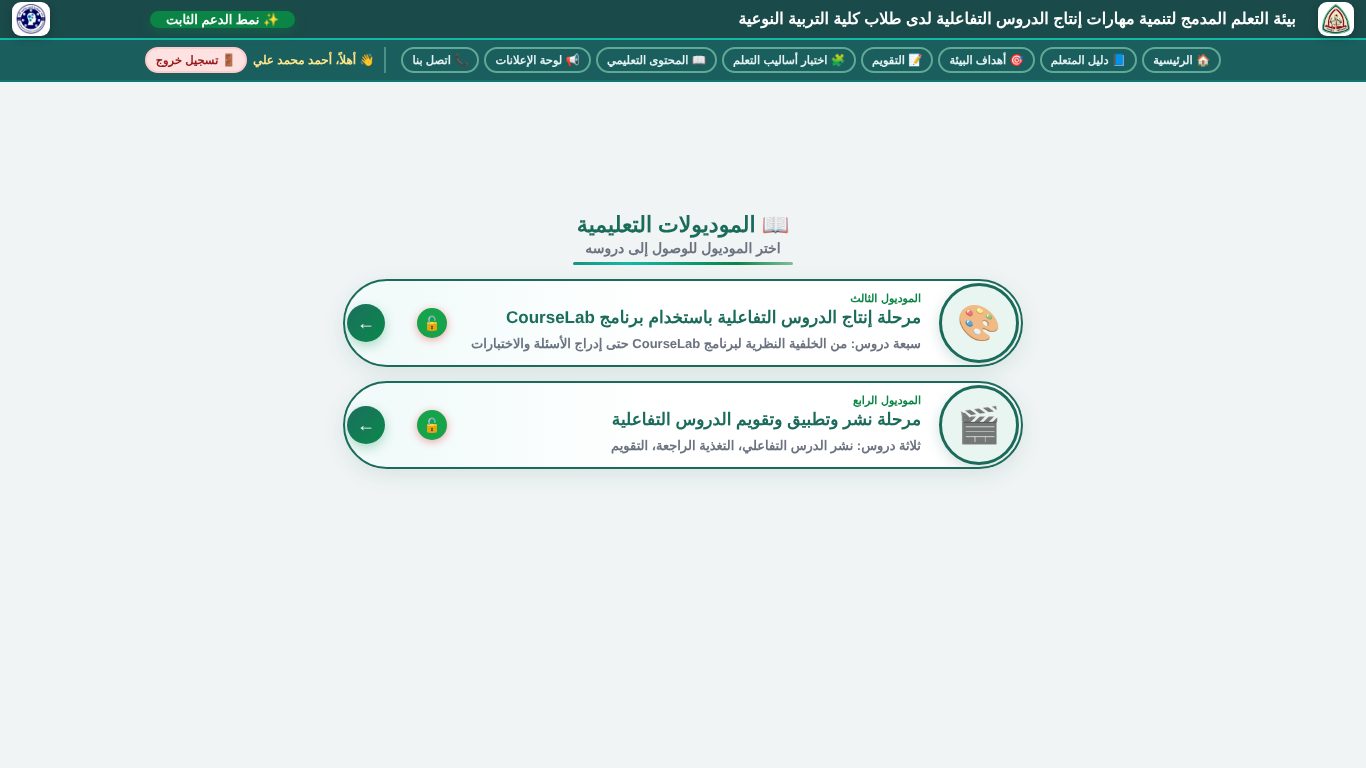 بيئة التعلم المدمج لتنمية مهارات إنتاج الدروس التفاعلية لدى طلاب كلية التربية النوعية
✨ نمط الدعم الثابت
🏠 الرئيسية
📘 دليل المتعلم
🎯 أهداف البيئة
📝 التقويم
🧩 اختبار أساليب التعلم
📖 المحتوى التعليمي
📢 لوحة الإعلانات
📞 اتصل بنا
👋 أهلاً، أحمد محمد علي
🚪 تسجيل خروج
📖 الموديولات التعليمية
اختر الموديول للوصول إلى دروسه
الموديول الثالث
مرحلة إنتاج الدروس التفاعلية باستخدام برنامج CourseLab
سبعة دروس: من الخلفية النظرية لبرنامج CourseLab حتى إدراج الأسئلة والاختبارات
الموديول الرابع
مرحلة نشر وتطبيق وتقويم الدروس التفاعلية
ثلاثة دروس: نشر الدرس التفاعلي، التغذية الراجعة، التقويم